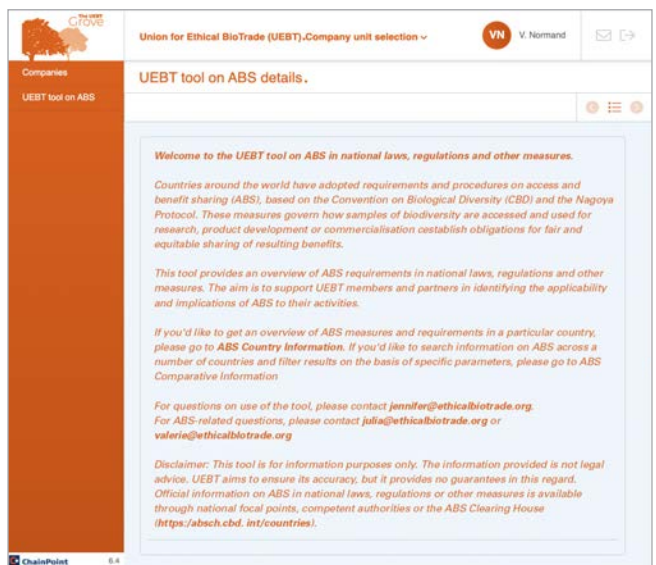 The UEBT
Grove
Union for Ethical BioTrade (UEBT).Company unit selection
VN
V. Normand
Companies
UEBT tool on ABS
UEBT tool on ABS details.
Welcome to the UEBT tool on ABS in national laws, regulations and other measures.
Countries around the world have adopted requirements and procedures on access and
benefit sharing (ABS), based on the Convention on Biological Diversity (CBD) and the Nagoya
Protocol. These measures govern how samples of biodiversity are accessed and used for
research, product development or commercialisation cestablish obligations for fair and
equitable sharing of resulting benefits.
This tool provides an overview of ABS requirements in national laws, regulations and other
measures. The aim is to support UEBT members and partners in identifying the applicability
and implications of ABS to their activities.
If you'd like to get an overview of ABS measures and requirements in a particular country,
please go to ABS Country Information. If you'd like to search information on ABS across a
number of countries and filter results on the basis of specific parameters, please go to ABS
Comparative Information
For questions on use of the tool, please contact jennifer@ethicalbiotrade.org.
For ABS-related questions, please contact julia@ethicalbiotrade.org or
valerie@ethicalblotrade.org
Disclaimer: This tool is for information purposes only. The information provided is not legal
advice. UEBT aims to ensure its accuracy, but it provides no guarantees in this regard.
Official information on ABS in national laws, regulations or other measures is available
through national focal points, competent authorities or the ABS Clearing House
(https:/absch.cbd. int/countries).
ChainPoint 6.4